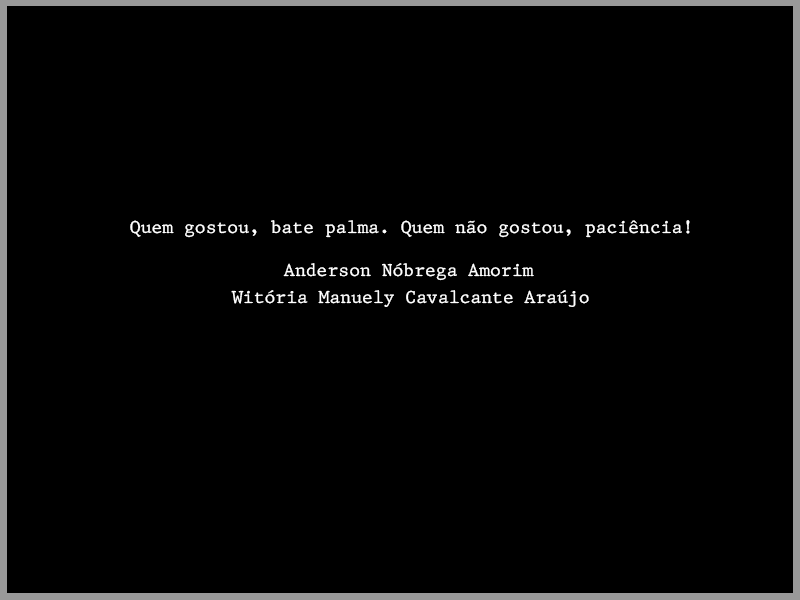 Quem gostou, bate palma. Quem não gostou, paciência!
Anderson Nóbrega Amorim
Witória Manuely Cavalcante Araújo